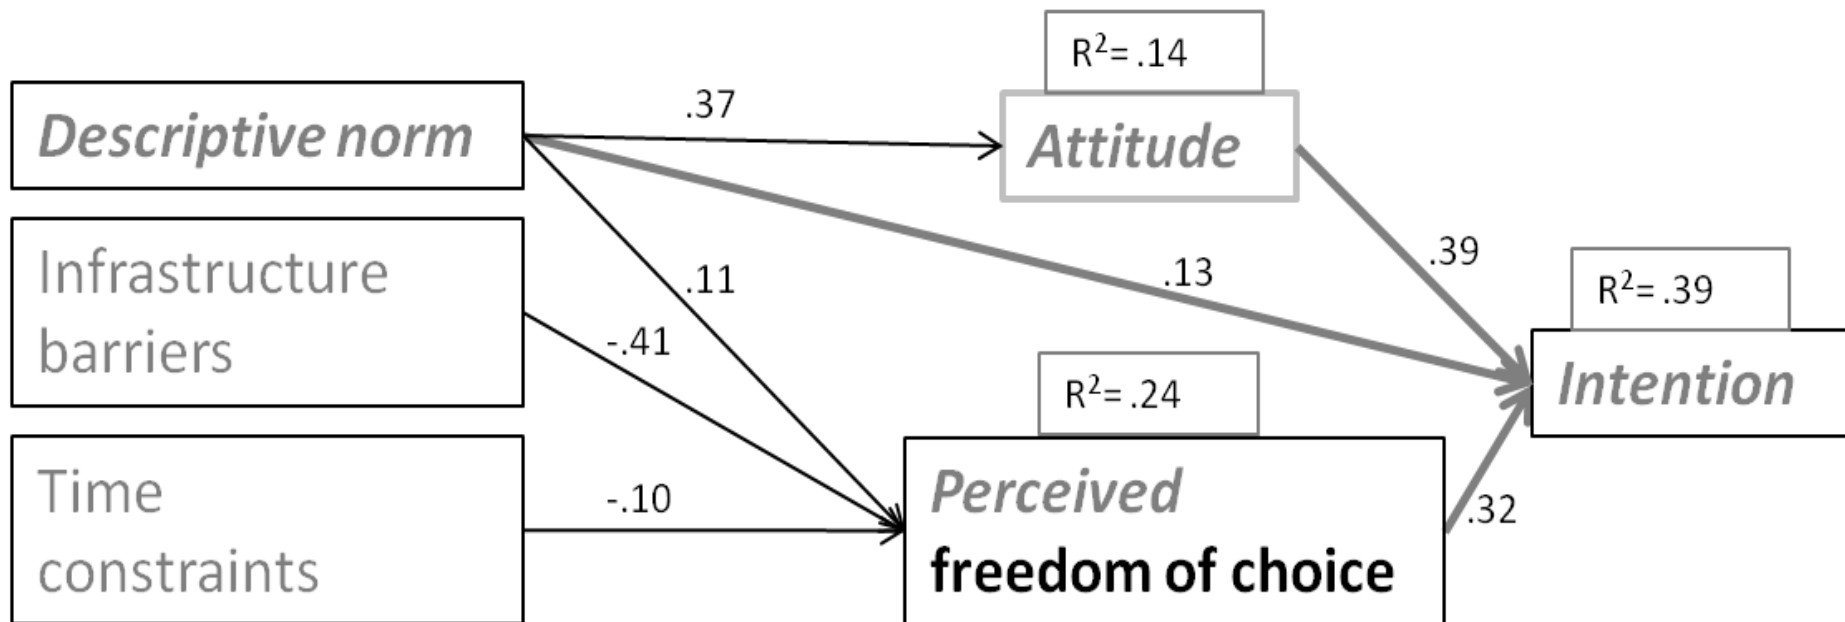 R²= .14
.37
Descriptive norm
Attitude
Infrastructure
barriers
.11
-.41
.13
.39
R²= .39
R²= .24
Intention
Time
constraints
-.10
Perceived
freedom of choice
.32